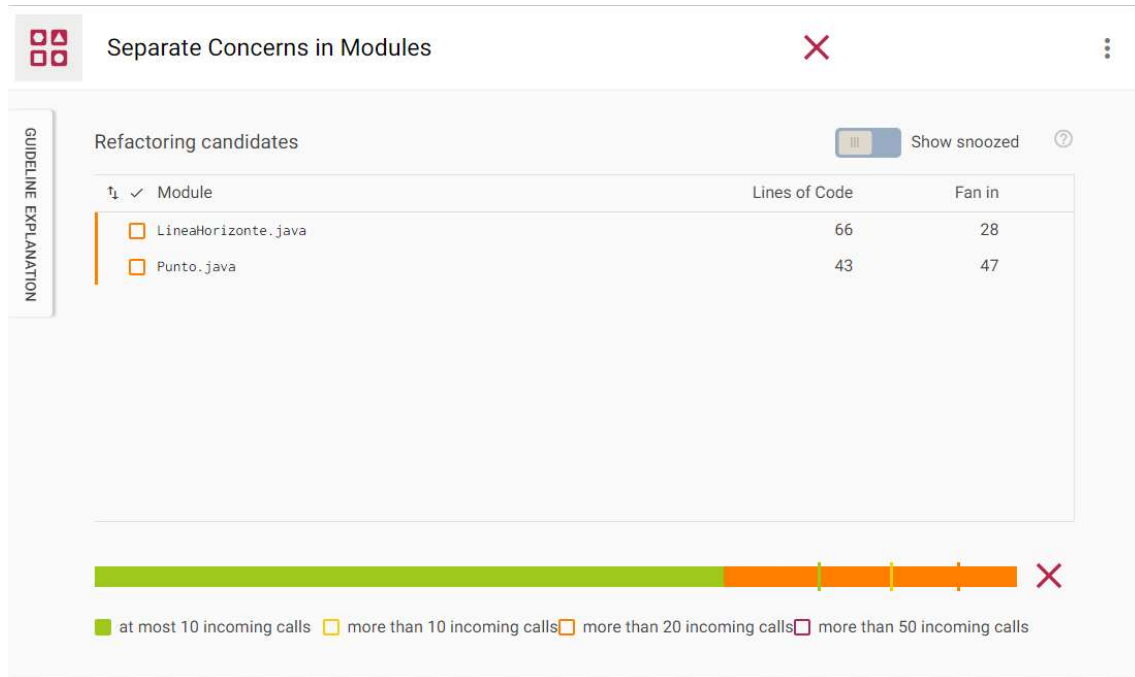 Separate Concerns in Modules
GUIDELINE EXPLANATION
Refactoring candidates
Show snoozed
Module Lines of Code Fan in
LineaHorizonte.java 66 28
Punto.java 43 47
at most 10 incoming calls more than 10 incoming calls more than 20 incoming calls more than 50 incoming calls